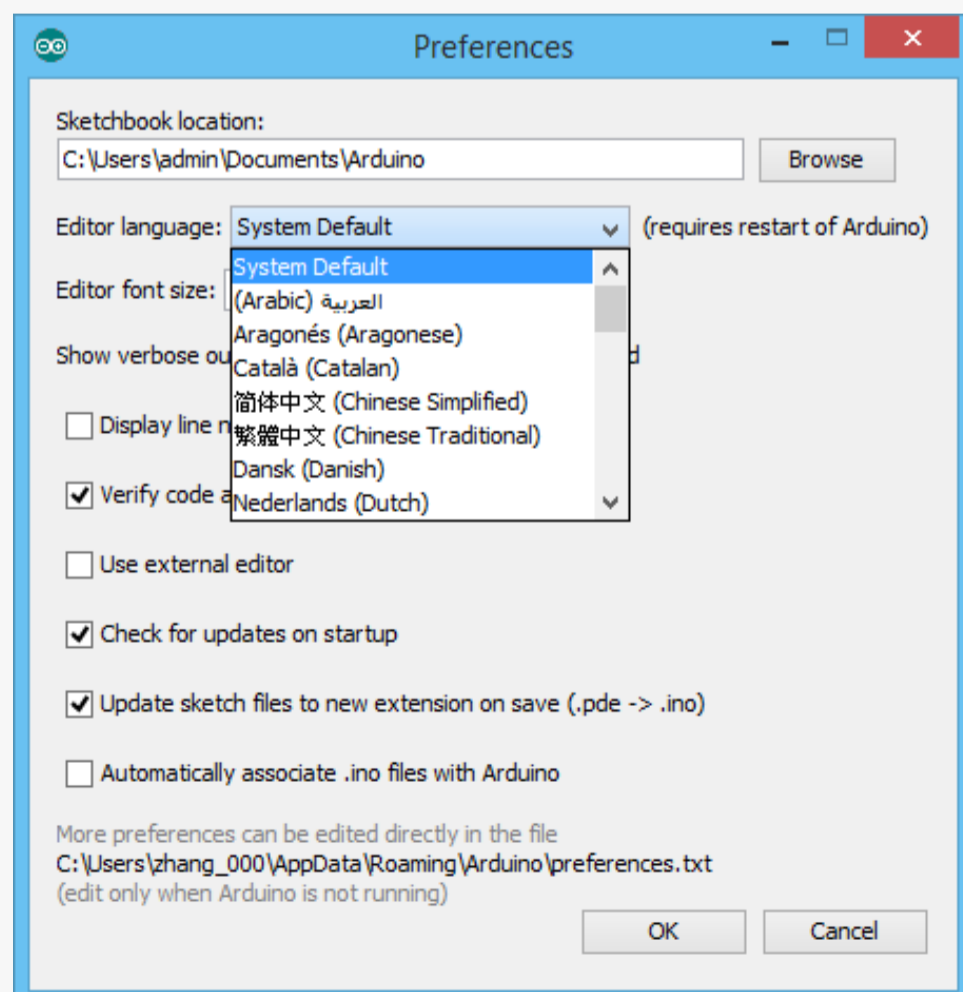 Preferences
Sketchbook location:
C:\Users\admin\Documents\Arduino
Browse
Editor language: System Default (requires restart of Arduino)
System Default
Editor font size:
العربية (Arabic)
Aragonés (Aragonese)
Show verbose ou
Català (Catalan)
简体中文 (Chinese Simplified)
Display line n
繁體中文 (Chinese Traditional)
Dansk (Danish)
Verify code a
Nederlands (Dutch)
Use external editor
Check for updates on startup
Update sketch files to new extension on save (.pde -> .ino)
Automatically associate .ino files with Arduino
More preferences can be edited directly in the file
C:\Users\zhang_000\AppData\Roaming\Arduino\preferences.txt
(edit only when Arduino is not running)
OK Cancel